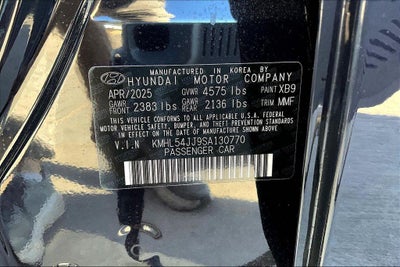 MANUFACTURED IN KOREA BY
HYUNDAI MOTOR COMPANY
APR/2025 GVWR 4575 lbs PAINT XB9
GAWR FRONT 2383 lbs GAWR REAR 2136 lbs TRIM MMF
THIS VEHICLE CONFORMS TO ALL APPLICABLE
FEDERAL MOTOR VEHICLE SAFETY, BUMPER, AND
THEFT PREVENTION STANDARDS IN EFFECT ON
THE DATE OF MANUFACTURE SHOWN ABOVE.
V.I.N KMHL54JJ9SA130770
PASSENGER CAR